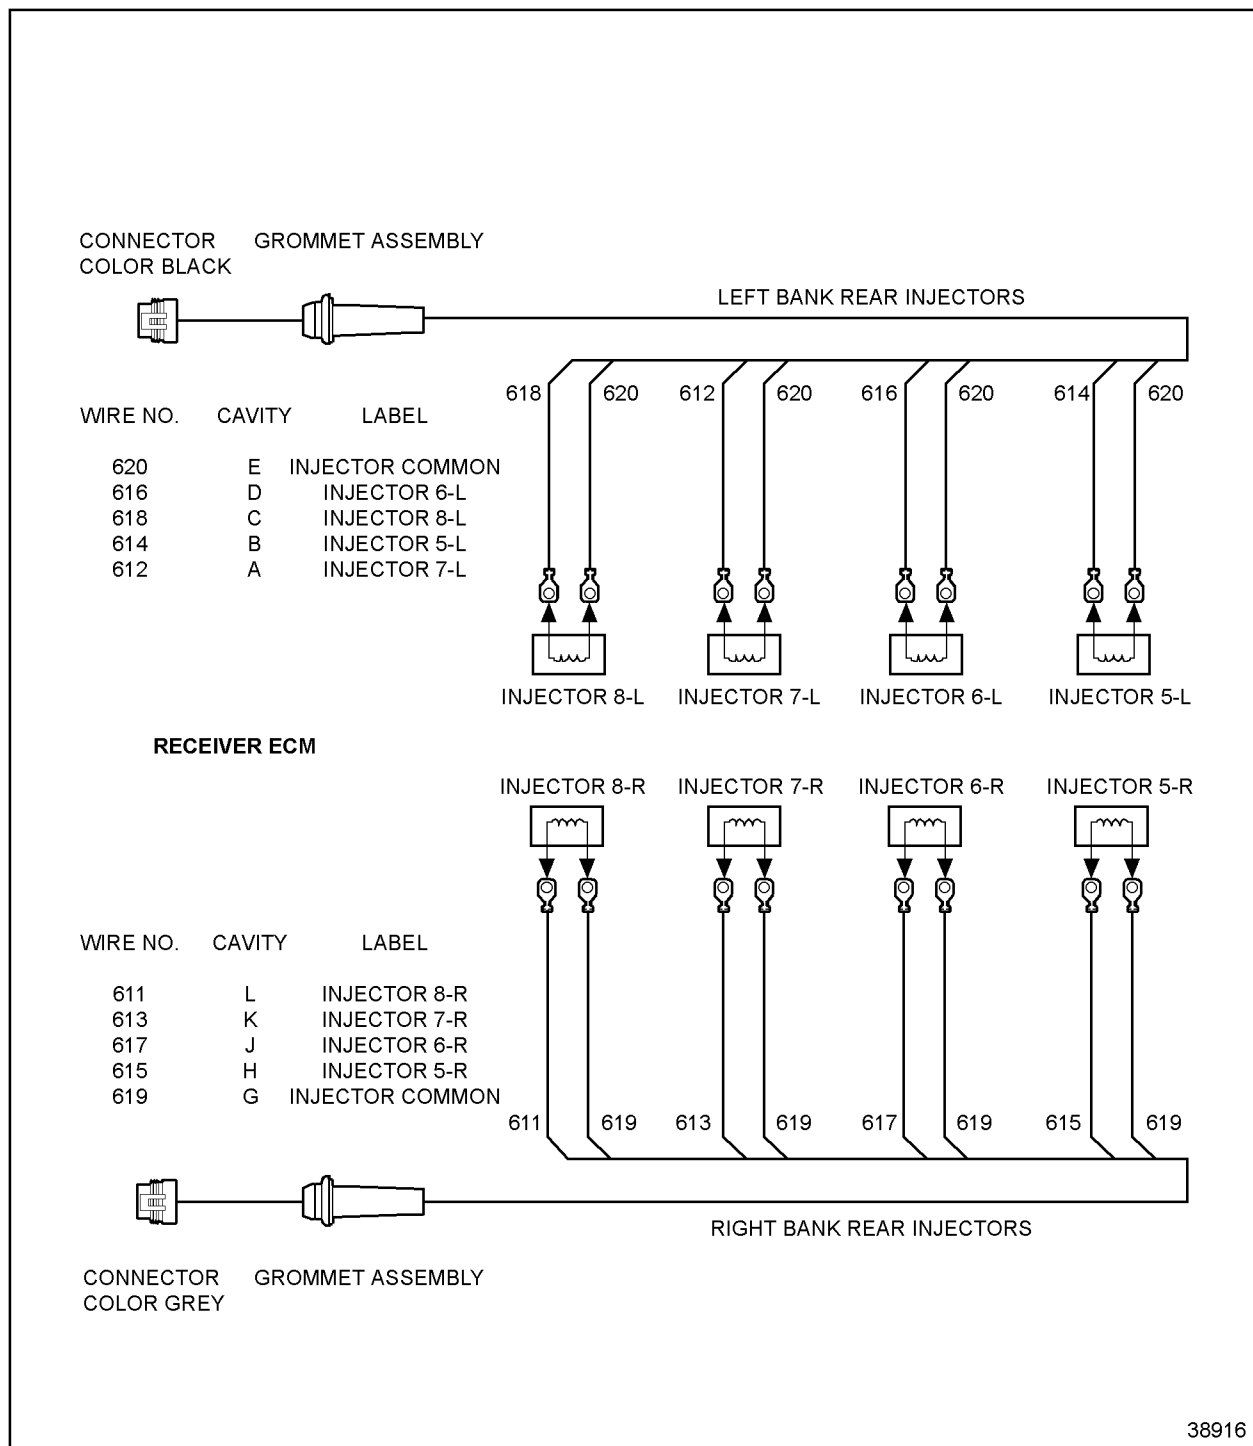 CONNECTOR GROMMET ASSEMBLY
COLOR BLACK
LEFT BANK REAR INJECTORS
618 620 612 620 616 620 614 620
WIRE NO. CAVITY LABEL
620 E INJECTOR COMMON
616 D INJECTOR 6-L
618 C INJECTOR 8-L
614 B INJECTOR 5-L
612 A INJECTOR 7-L
INJECTOR 8-L INJECTOR 7-L INJECTOR 6-L INJECTOR 5-L
RECEIVER ECM
INJECTOR 8-R INJECTOR 7-R INJECTOR 6-R INJECTOR 5-R
WIRE NO. CAVITY LABEL
611 L INJECTOR 8-R
613 K INJECTOR 7-R
617 J INJECTOR 6-R
615 H INJECTOR 5-R
619 G INJECTOR COMMON
611 619 613 619 617 619 615 619
RIGHT BANK REAR INJECTORS
CONNECTOR GROMMET ASSEMBLY
COLOR GREY
38916